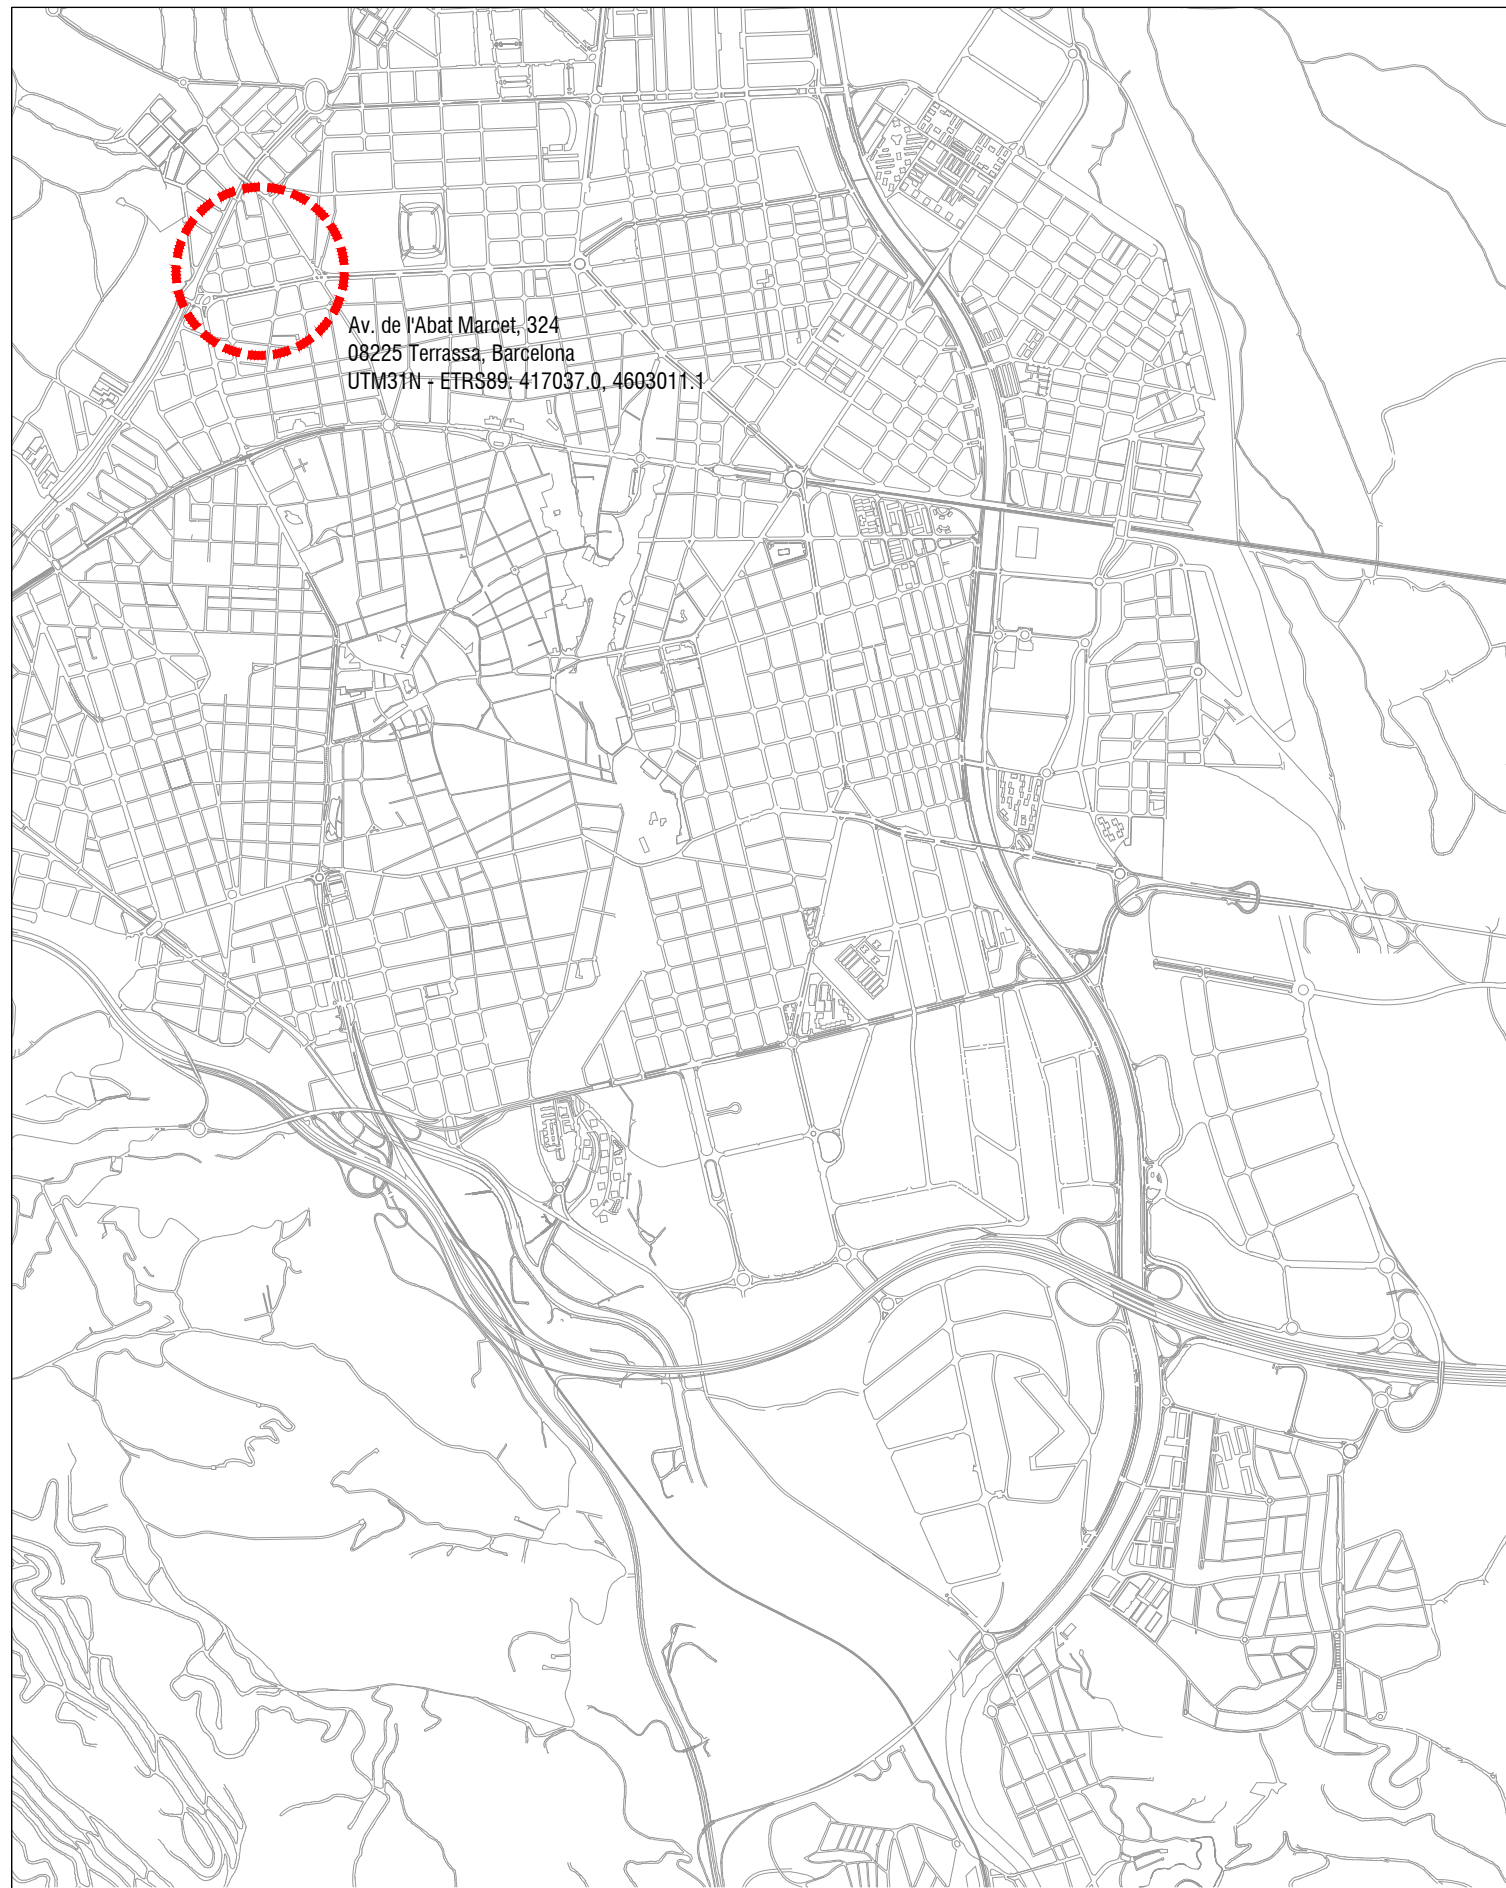 Av. de l'Abat Marcet, 324
08225 Terrassa, Barcelona
UTM31N - ETRS89: 417037.0, 4603011.1